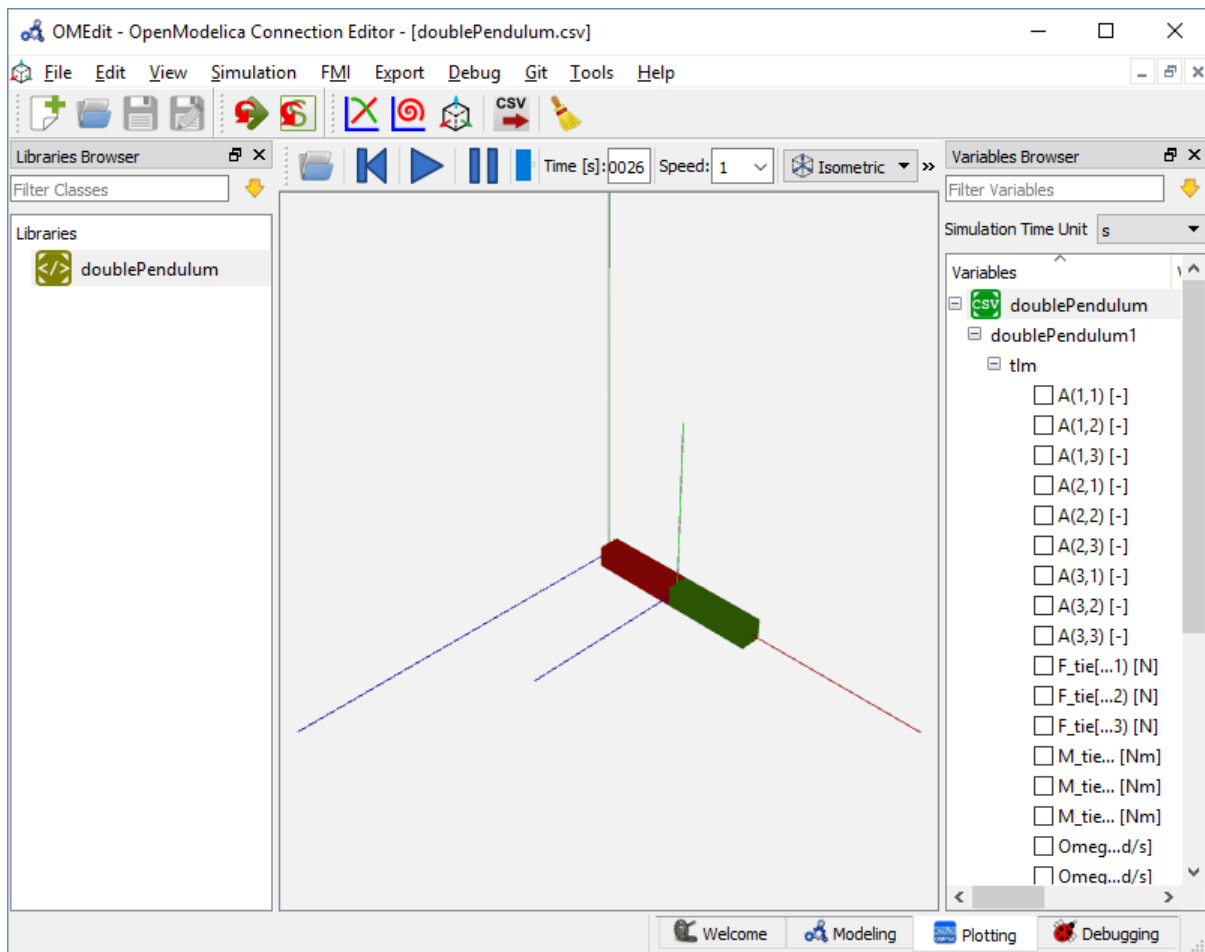 OMEdit - OpenModelica Connection Editor - [doublePendulum.csv]
File Edit View Simulation FMI Export Debug Git Tools Help
CSV
Libraries Browser
Filter Classes
Libraries
</>
doublePendulum
Time [s]: 0026 Speed: 1 Isometric »
Variables Browser
Filter Variables
Simulation Time Unit s
Variables
CSV doublePendulum
doublePendulum1
tlm
A(1,1) [-]
A(1,2) [-]
A(1,3) [-]
A(2,1) [-]
A(2,2) [-]
A(2,3) [-]
A(3,1) [-]
A(3,2) [-]
A(3,3) [-]
F_tie[...1) [N]
F_tie[...2) [N]
F_tie[...3) [N]
M_tie... [Nm]
M_tie... [Nm]
M_tie... [Nm]
Omeg...d/s]
Omeg...d/s]
Welcome Modeling Plotting Debugging